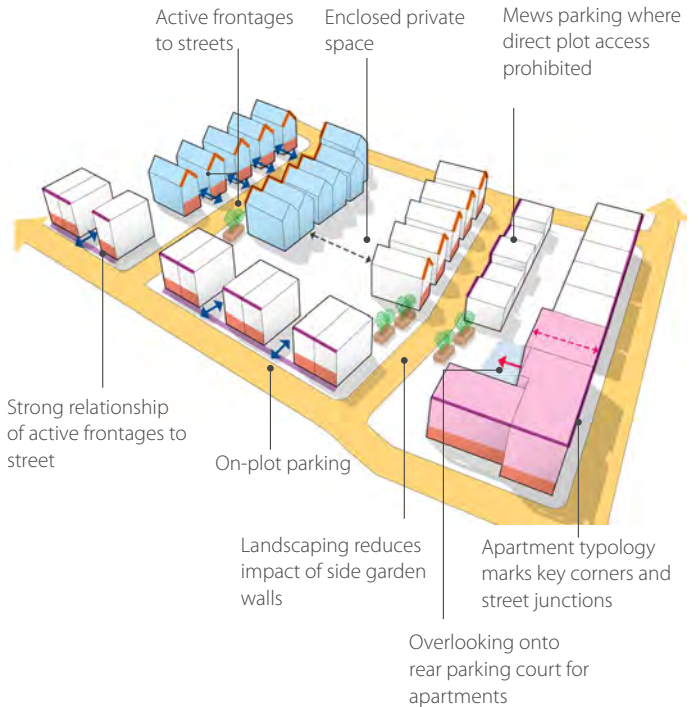 Active frontages
to streets
Enclosed private
space
Mews parking where
direct plot access
prohibited
Strong relationship
of active frontages to
street
On-plot parking
Landscaping reduces
impact of side garden
walls
Apartment typology
marks key corners and
street junctions
Overlooking onto
rear parking court for
apartments